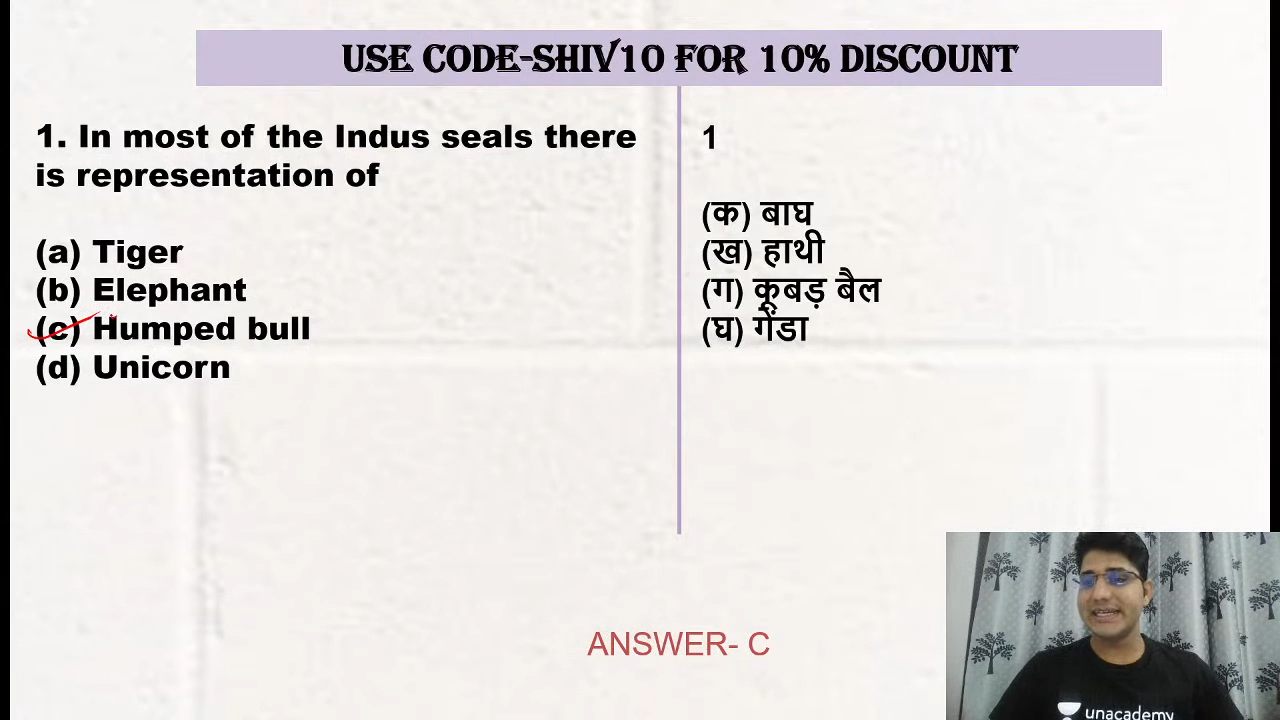 USE CODE-SHIV10 FOR 10% DISCOUNT
1. In most of the Indus seals there
is representation of
(a) Tiger
(b) Elephant
(c) Humped bull
(d) Unicorn
1
(क) बाघ
(ख) हाथी
(ग) कूबड़ बैल
(घ) गेंडा
ANSWER- C
unacademy